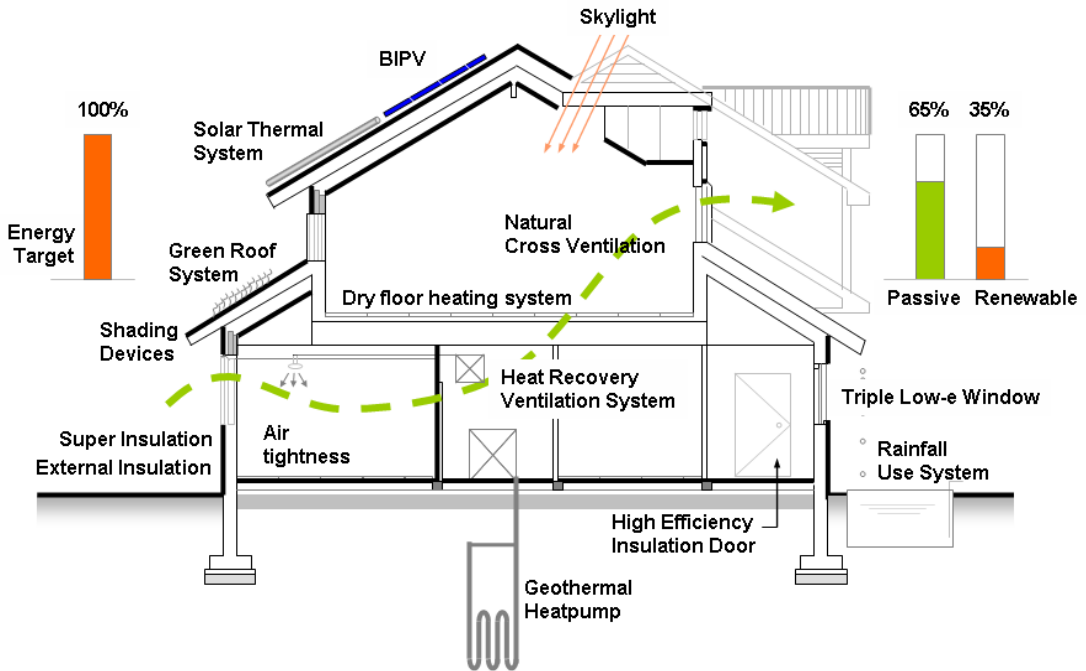 Skylight
BIPV
100%
65%
35%
Solar Thermal
System
Natural
Cross Ventilation
Energy
Target
Green Roof
System
Dry floor heating system
Passive
Renewable
Shading
Devices
Heat Recovery
Ventilation System
Triple Low-e Window
Super Insulation
External Insulation
Air
tightness
Rainfall
Use System
High Efficiency
Insulation Door
Geothermal
Heatpump